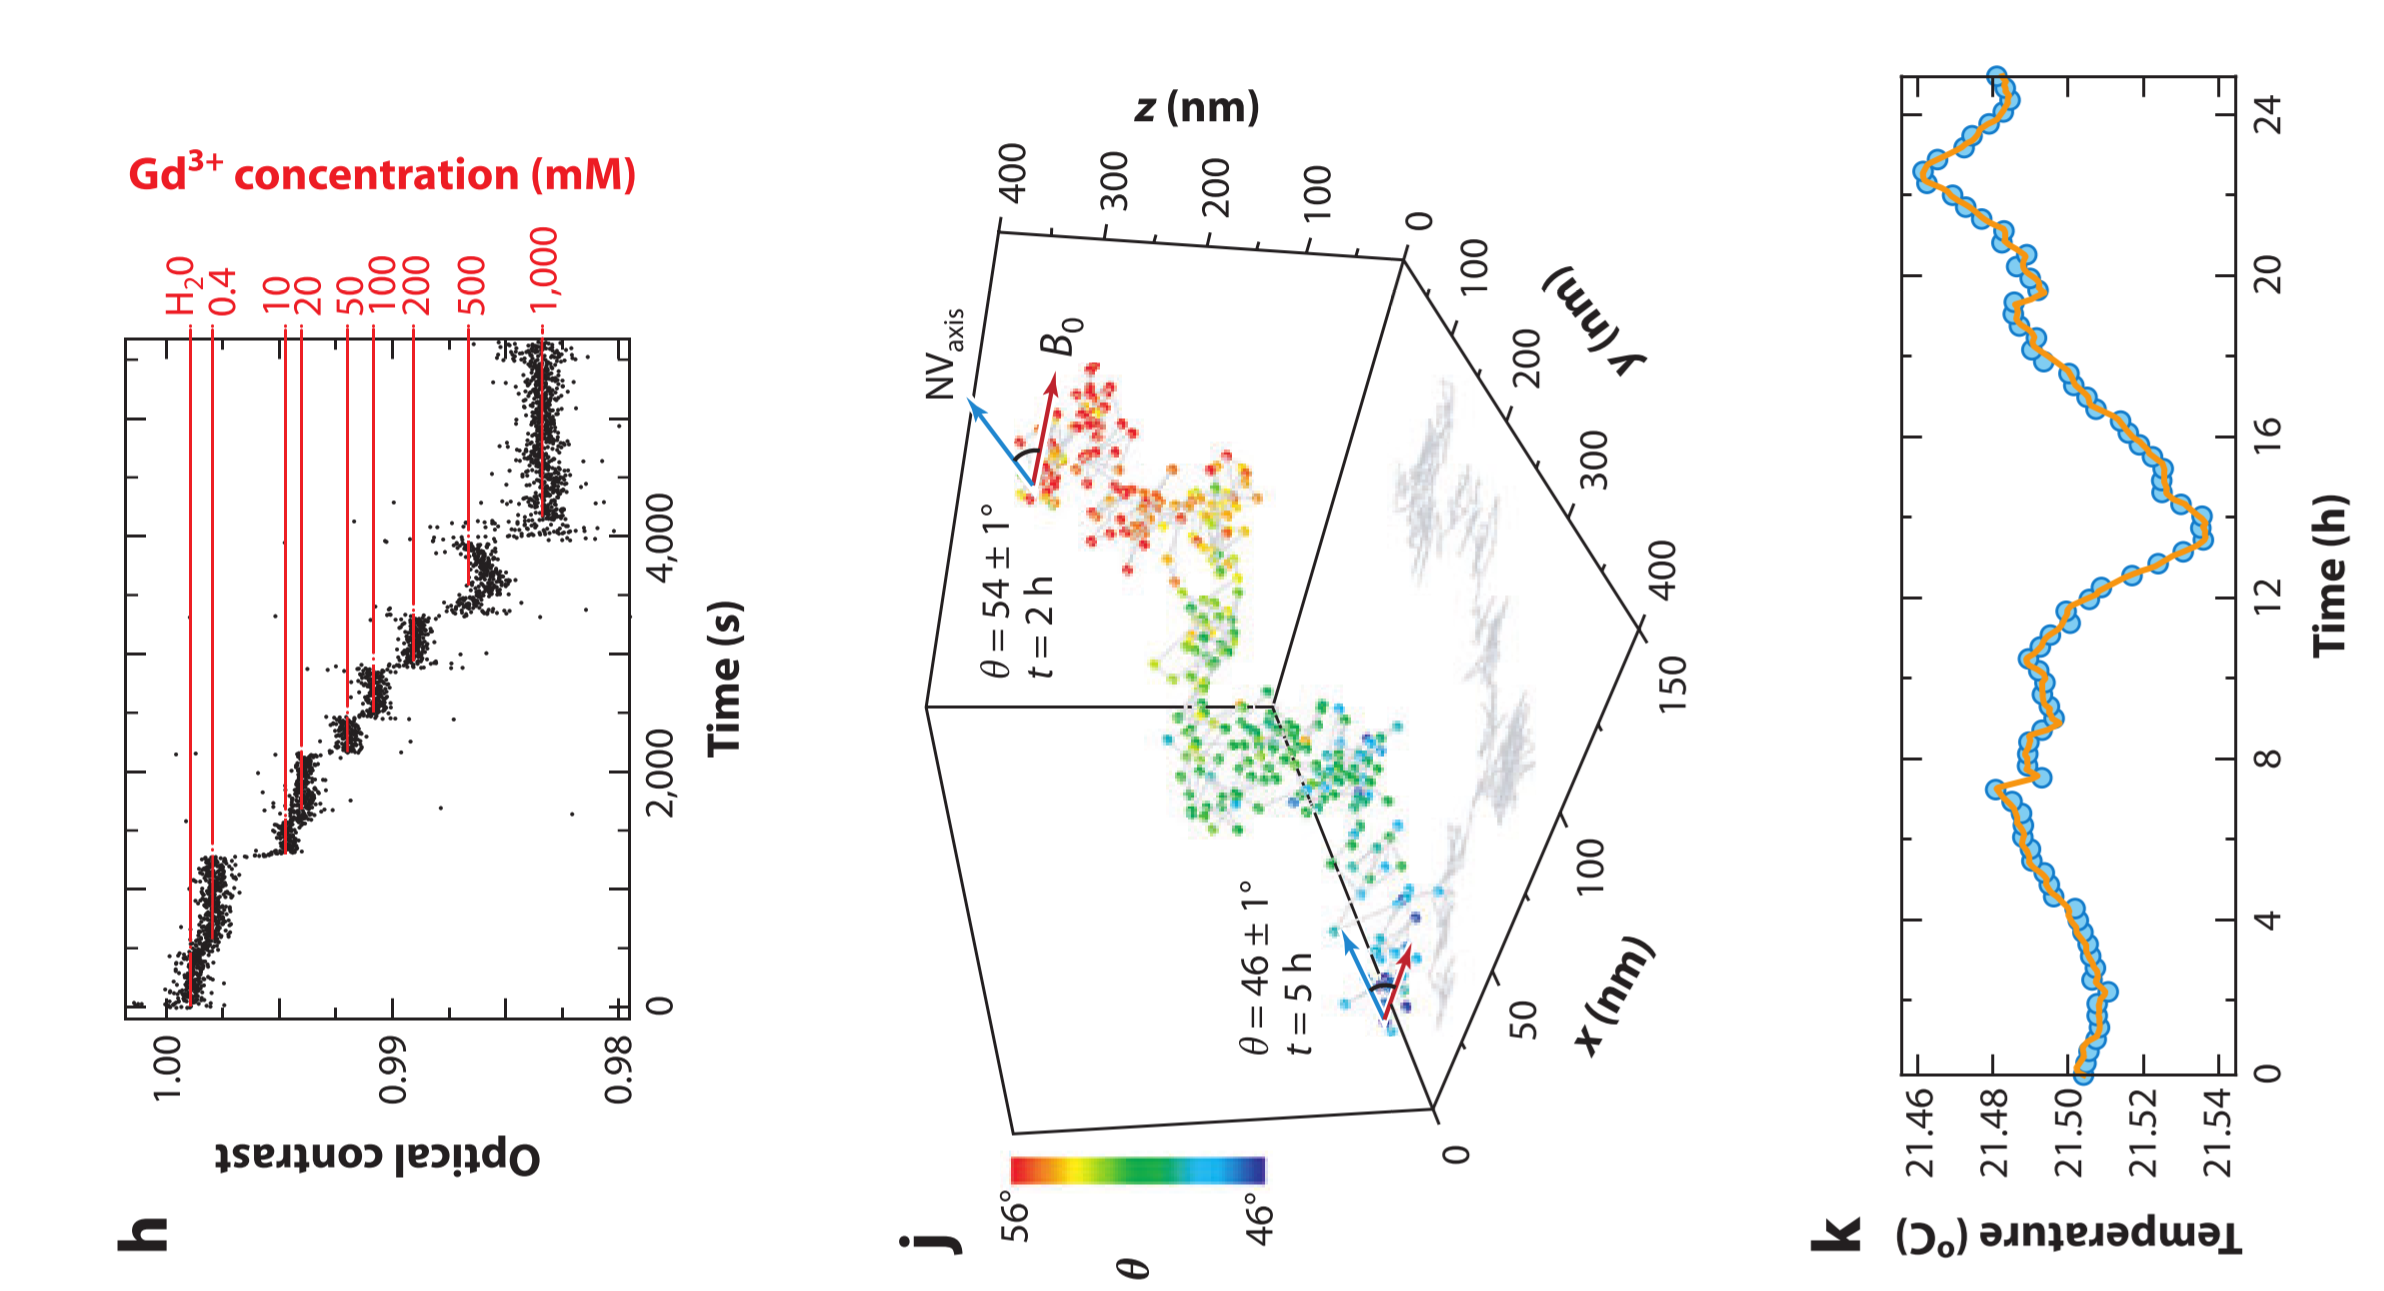 h
Optical contrast
1.00
0.99
0.98
0
2,000
4,000
Time (s)
Gd3+ concentration (mM)
H20
0.4
10
20
50
100
200
500
1,000
j
θ
56°
46°
θ = 46 ± 1°
t = 5 h
θ = 54 ± 1°
t = 2 h
NVaxis
B0
0
50
100
150
x (nm)
400
300
200
100
y (nm)
0
100
200
300
400
z (nm)
k
Temperature (°C)
21.46
21.48
21.50
21.52
21.54
0
4
8
12
16
20
24
Time (h)